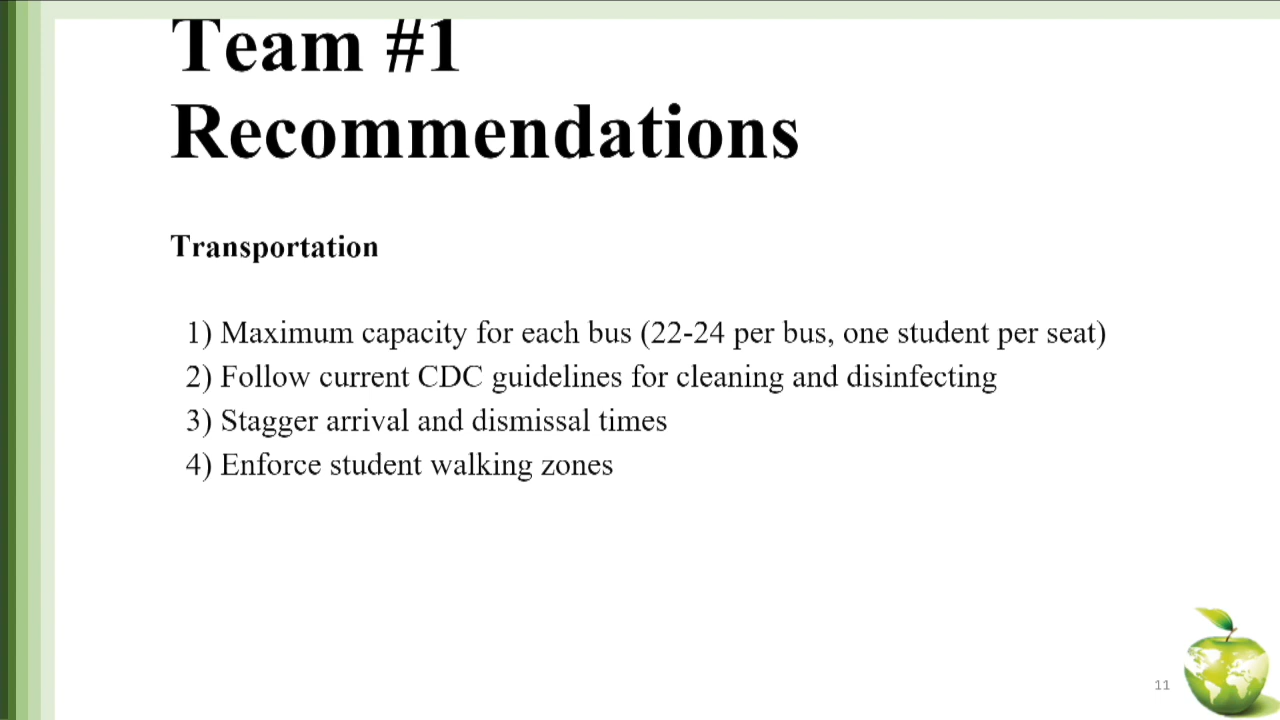 Team #1
Recommendations
Transportation
1) Maximum capacity for each bus (22-24 per bus, one student per seat)
2) Follow current CDC guidelines for cleaning and disinfecting
3) Stagger arrival and dismissal times
4) Enforce student walking zones
11